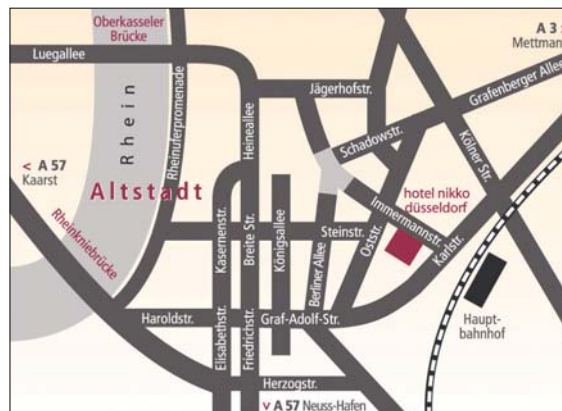 Oberkasseler
Brücke
A 3 >
Mettmann
Luegallee
Jägerhofstr.
Grafenberger Allee
Rhein
Rheinuferpromenade
Heineallee
Schadowstr.
Kölner Str.
< A 57
Kaarst
Altstadt
hotel nikko
düsseldorf
Immermannstr.
Rheinkniebrücke
Kasernenstr.
Breite Str.
Königsallee
Steinstr.
Berliner Allee
Oststr.
Karlstr.
Haroldstr.
Graf-Adolf-Str.
Elisabethstr.
Friedrichstr.
Haupt-
bahnhof
Herzogstr.
v A 57 Neuss-Hafen